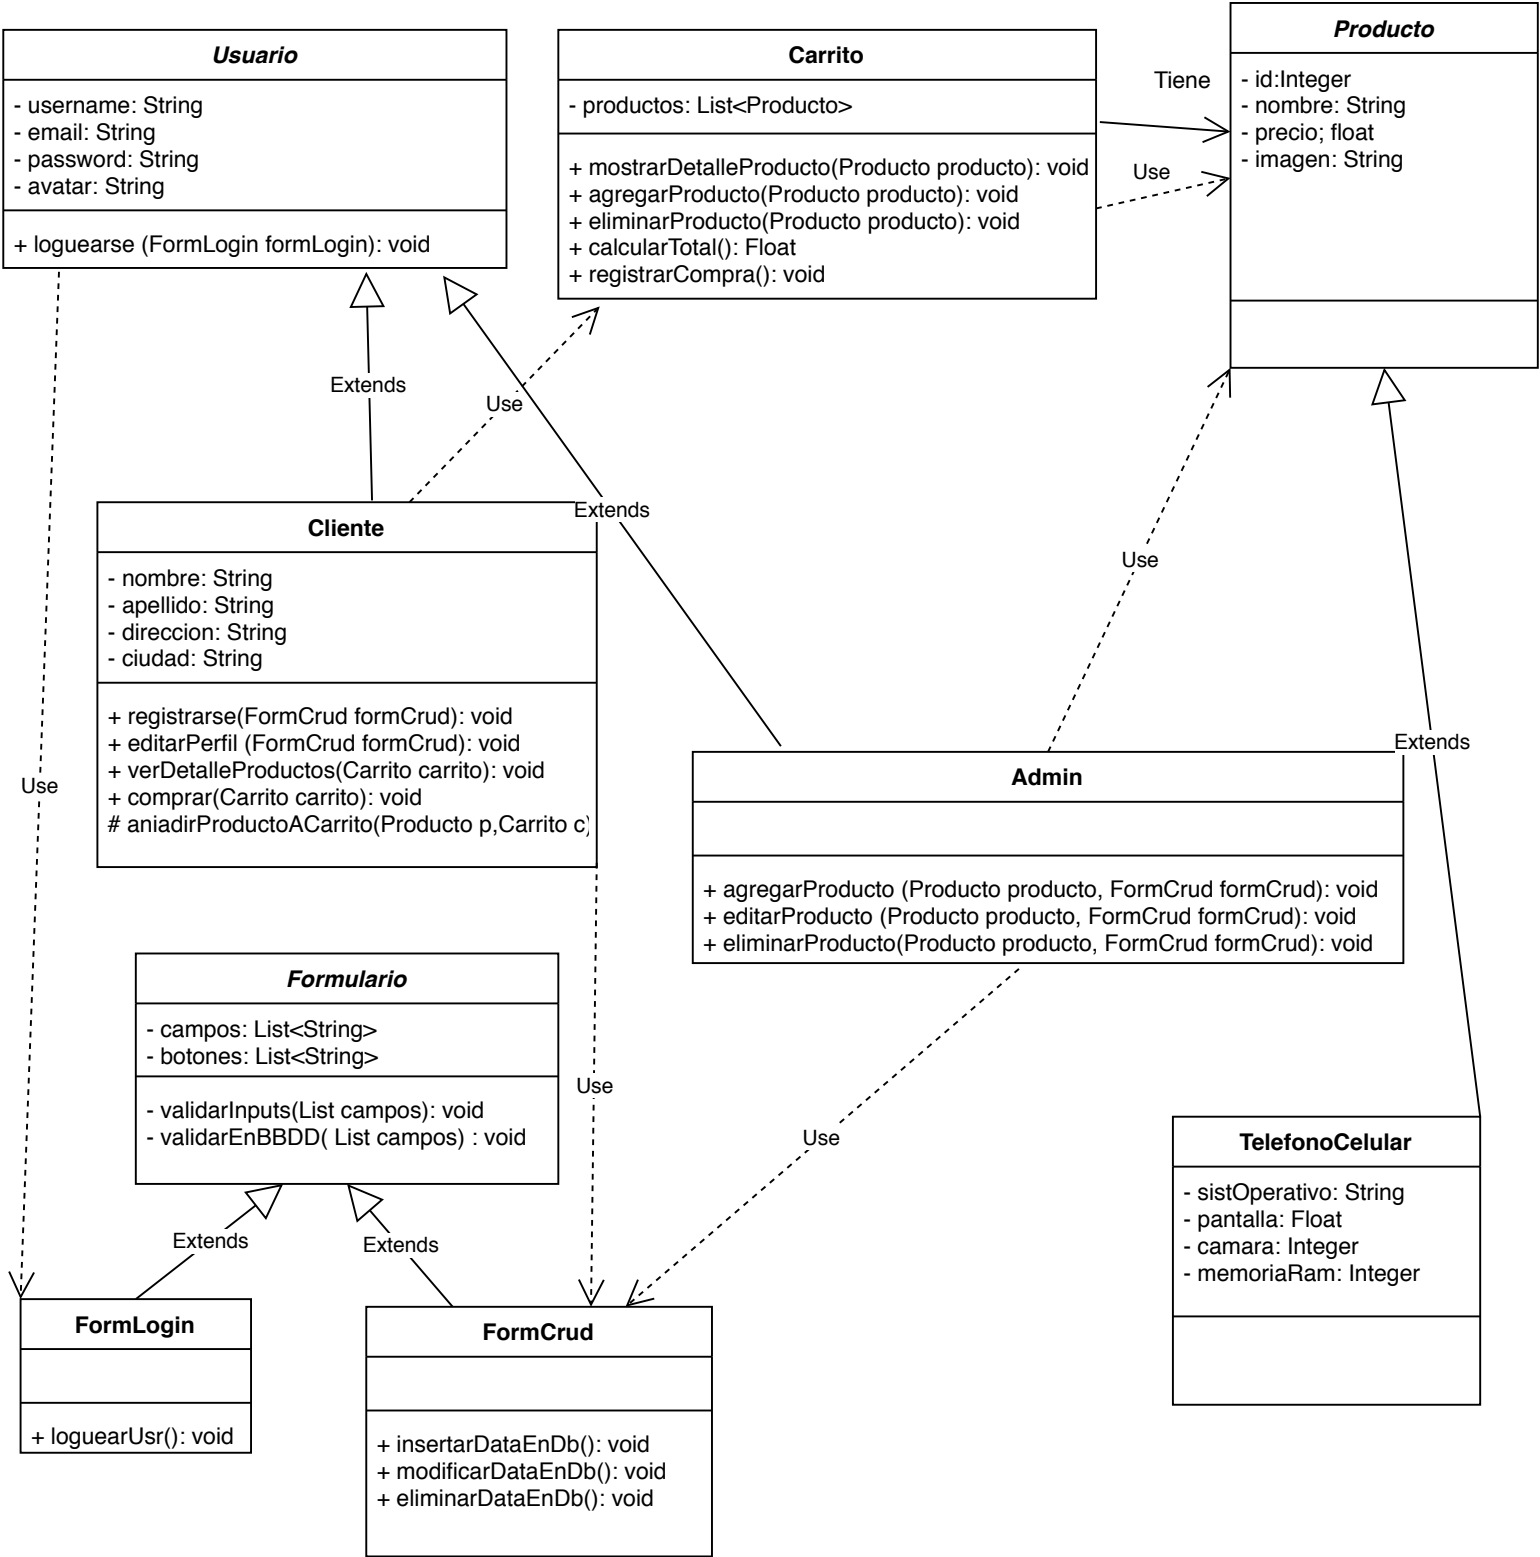 Usuario
- username: String
- email: String
- password: String
- avatar: String
+ loguearse (FormLogin formLogin): void
Carrito
- productos: List<Producto>
+ mostrarDetalleProducto(Producto producto): void
+ agregarProducto(Producto producto): void
+ eliminarProducto(Producto producto): void
+ calcularTotal(): Float
+ registrarCompra(): void
Tiene
Use
Producto
- id:Integer
- nombre: String
- precio; float
- imagen: String
Extends
Use
Extends
Cliente
- nombre: String
- apellido: String
- direccion: String
- ciudad: String
+ registrarse(FormCrud formCrud): void
+ editarPerfil (FormCrud formCrud): void
+ verDetalleProductos(Carrito carrito): void
+ comprar(Carrito carrito): void
# aniadirProductoACarrito(Producto p,Carrito c)
Use
Use
Extends
Admin
+ agregarProducto (Producto producto, FormCrud formCrud): void
+ editarProducto (Producto producto, FormCrud formCrud): void
+ eliminarProducto(Producto producto, FormCrud formCrud): void
Formulario
- campos: List<String>
- botones: List<String>
- validarInputs(List campos): void
- validarEnBBDD( List campos) : void
Use
Use
TelefonoCelular
- sistOperativo: String
- pantalla: Float
- camara: Integer
- memoriaRam: Integer
Extends
Extends
FormLogin
+ loguearUsr(): void
FormCrud
+ insertarDataEnDb(): void
+ modificarDataEnDb(): void
+ eliminarDataEnDb(): void